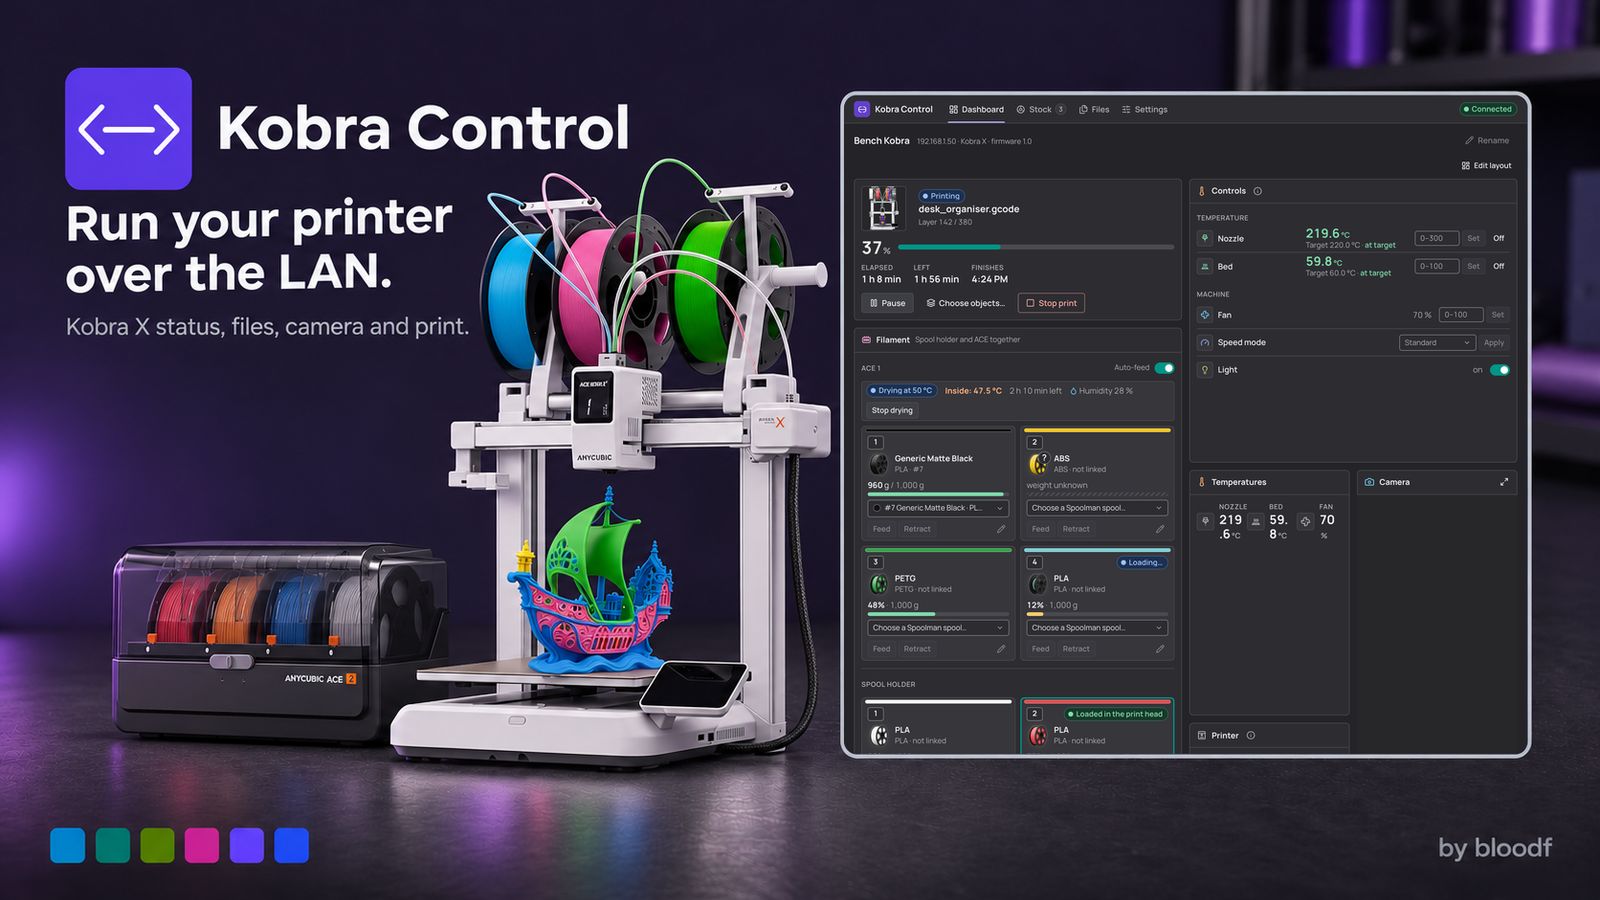 Kobra Control
Run your printer
over the LAN.
Kobra X status, files, camera and print.
ANYCUBIC
X
ANYCUBIC ACE 2
Kobra Control
Dashboard
Stock 3
Files
Settings
Connected
Bench Kobra
192.168.1.50 · Kobra X · firmware 1.0
Rename
Edit layout
Printing
desk_organiser.gcode
Layer 142 / 380
37 %
ELAPSED LEFT FINISHES
1 h 8 min 1 h 56 min 4:24 PM
Pause
Choose objects...
Stop print
Filament Spool holder and ACE together
ACE 1
Auto-feed
Drying at 50 °C Inside: 47.5 °C 2 h 10 min left Humidity 28 %
Stop drying
1
Generic Matte Black
PLA · #7
960 g / 1,000 g
#7 Generic Matte Black · PL...
Feed Retract
2
?
ABS
ABS · not linked
weight unknown
Choose a Spoolman spool...
Feed Retract
3
PETG
PETG · not linked
48% · 1,000 g
Choose a Spoolman spool...
Feed Retract
4
Loading...
PLA
PLA · not linked
12% · 1,000 g
Choose a Spoolman spool...
Feed Retract
SPOOL HOLDER
1
PLA
PLA · not linked
2
Loaded in the print head
PLA
PLA · not linked
Controls
TEMPERATURE
Nozzle
219.6 °C
Target 220.0 °C · at target
0–300 Set Off
Bed
59.8 °C
Target 60.0 °C · at target
0–100 Set Off
MACHINE
Fan 70 % 0–100 Set
Speed mode Standard Apply
Light on
Temperatures
NOZZLE
219
.6 °C
BED
59.
8 °C
FAN
70
%
Camera
Printer
by bloodf